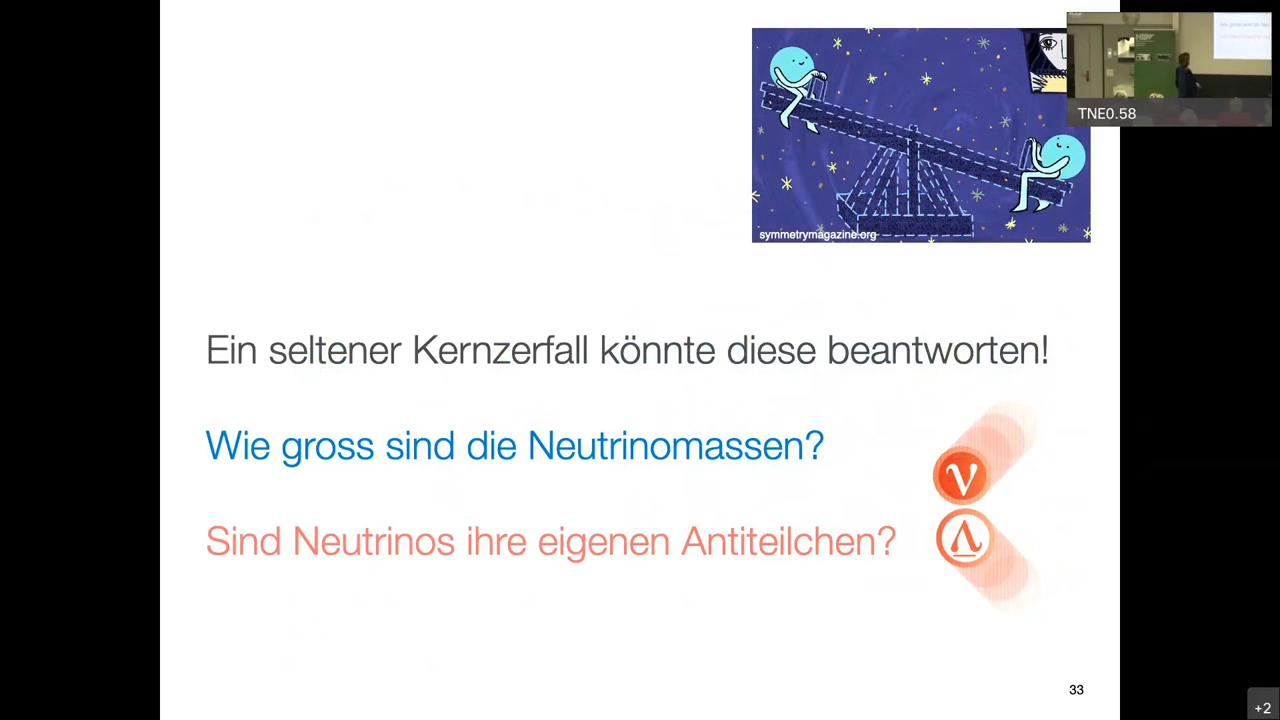 TNE0.58
symmetrymagazine.org
Ein seltener Kernzerfall könnte diese beantworten!
Wie gross sind die Neutrinomassen?
ν
Sind Neutrinos ihre eigenen Antiteilchen?
33
+2